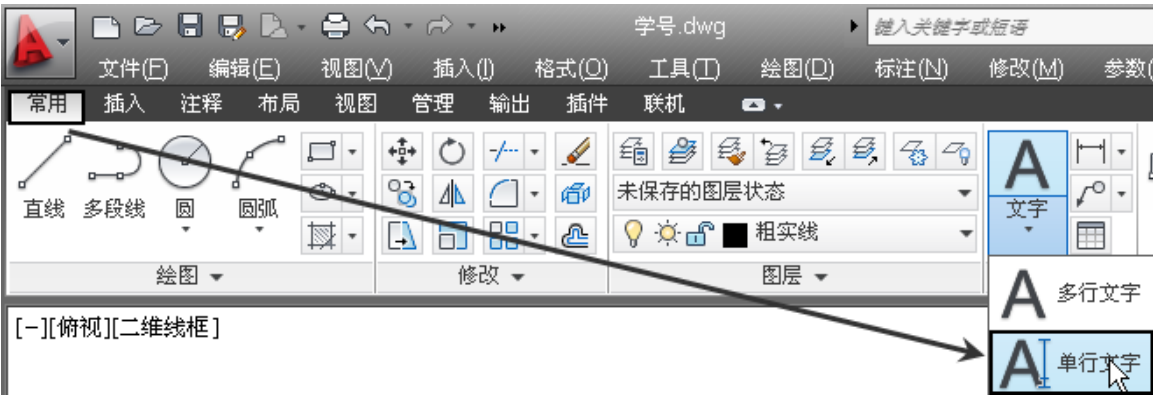 学号.dwg 键入关键字或短语
文件(F) 编辑(E) 视图(V) 插入(I) 格式(O) 工具(T) 绘图(D) 标注(N) 修改(M) 参数(
常用 插入 注释 布局 视图 管理 输出 插件 联机
直线 多段线 圆 圆弧
未保存的图层状态
粗实线
文字
绘图 修改 图层
多行文字
[-][俯视][二维线框]
单行文字